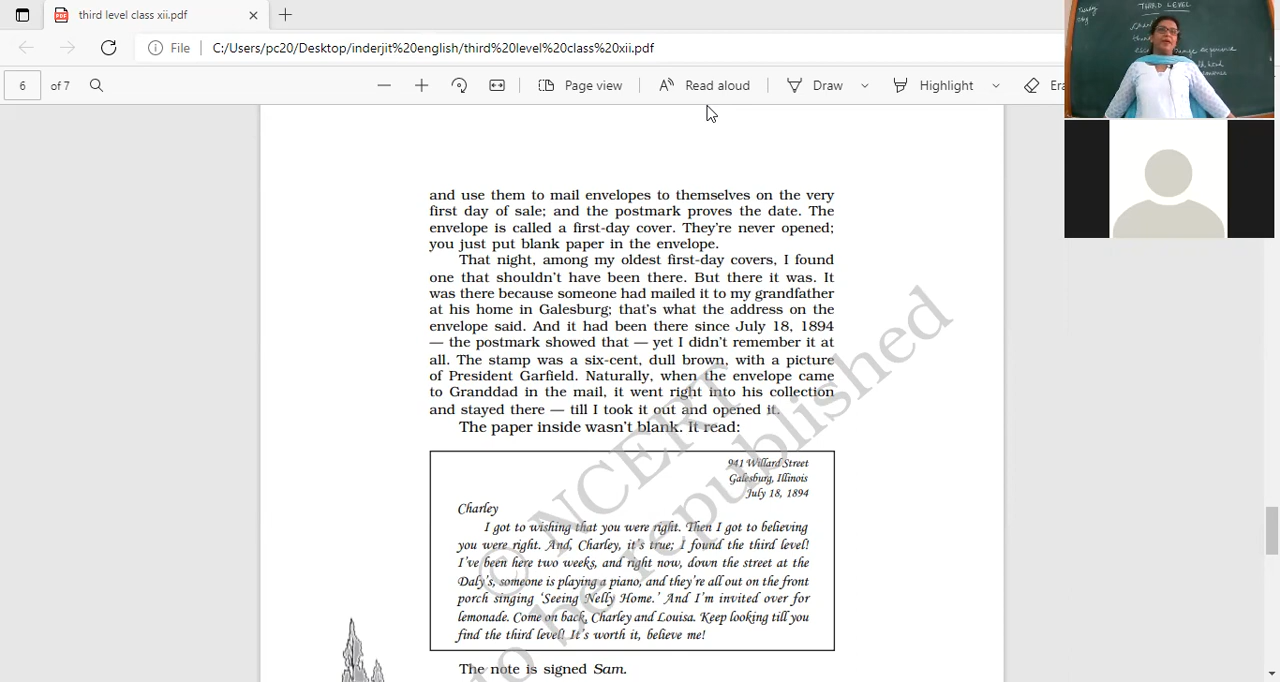 third level class xii.pdf
File
C:/Users/pc20/Desktop/inderjit%20english/third%20level%20class%20xii.pdf
6 of 7
Page view
Read aloud
Draw
Highlight
Era
THIRD LEVEL
and use them to mail envelopes to themselves on the very
first day of sale; and the postmark proves the date. The
envelope is called a first-day cover. They're never opened;
you just put blank paper in the envelope.
That night, among my oldest first-day covers, I found
one that shouldn't have been there. But there it was. It
was there because someone had mailed it to my grandfather
at his home in Galesburg; that's what the address on the
envelope said. And it had been there since July 18, 1894
— the postmark showed that — yet I didn't remember it at
all. The stamp was a six-cent, dull brown, with a picture
of President Garfield. Naturally, when the envelope came
to Granddad in the mail, it went right into his collection
and stayed there — till I took it out and opened it.
The paper inside wasn't blank. It read:
941 Willard Street
Galesburg, Illinois
July 18, 1894
Charley
I got to wishing that you were right. Then I got to believing
you were right. And, Charley, it's true; I found the third level!
I've been here two weeks, and right now, down the street at the
Daly's, someone is playing a piano, and they're all out on the front
porch singing 'Seeing Nelly Home.' And I'm invited over for
lemonade. Come on back, Charley and Louisa. Keep looking till you
find the third level! It's worth it, believe me!
The note is signed Sam.
© NCERT
to be republished